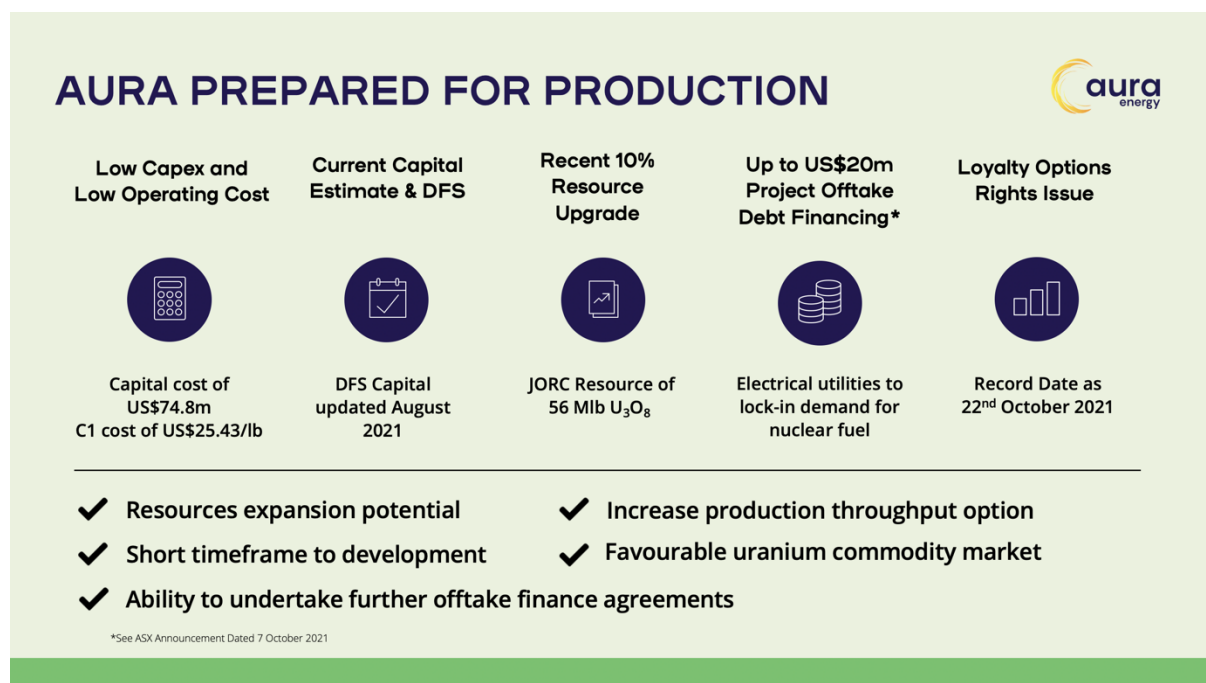 AURA PREPARED FOR PRODUCTION
aura
energy
Low Capex and
Low Operating Cost
Current Capital
Estimate & DFS
Recent 10%
Resource
Upgrade
Up to US$20m
Project Offtake
Debt Financing*
Loyalty Options
Rights Issue
Capital cost of
US$74.8m
C1 cost of US$25.43/lb
DFS Capital
updated August
2021
JORC Resource of
56 Mlb U₃O₈
Electrical utilities to
lock-in demand for
nuclear fuel
Record Date as
22ⁿᵈ October 2021
Resources expansion potential
Increase production throughput option
Short timeframe to development
Favourable uranium commodity market
Ability to undertake further offtake finance agreements
*See ASX Announcement Dated 7 October 2021